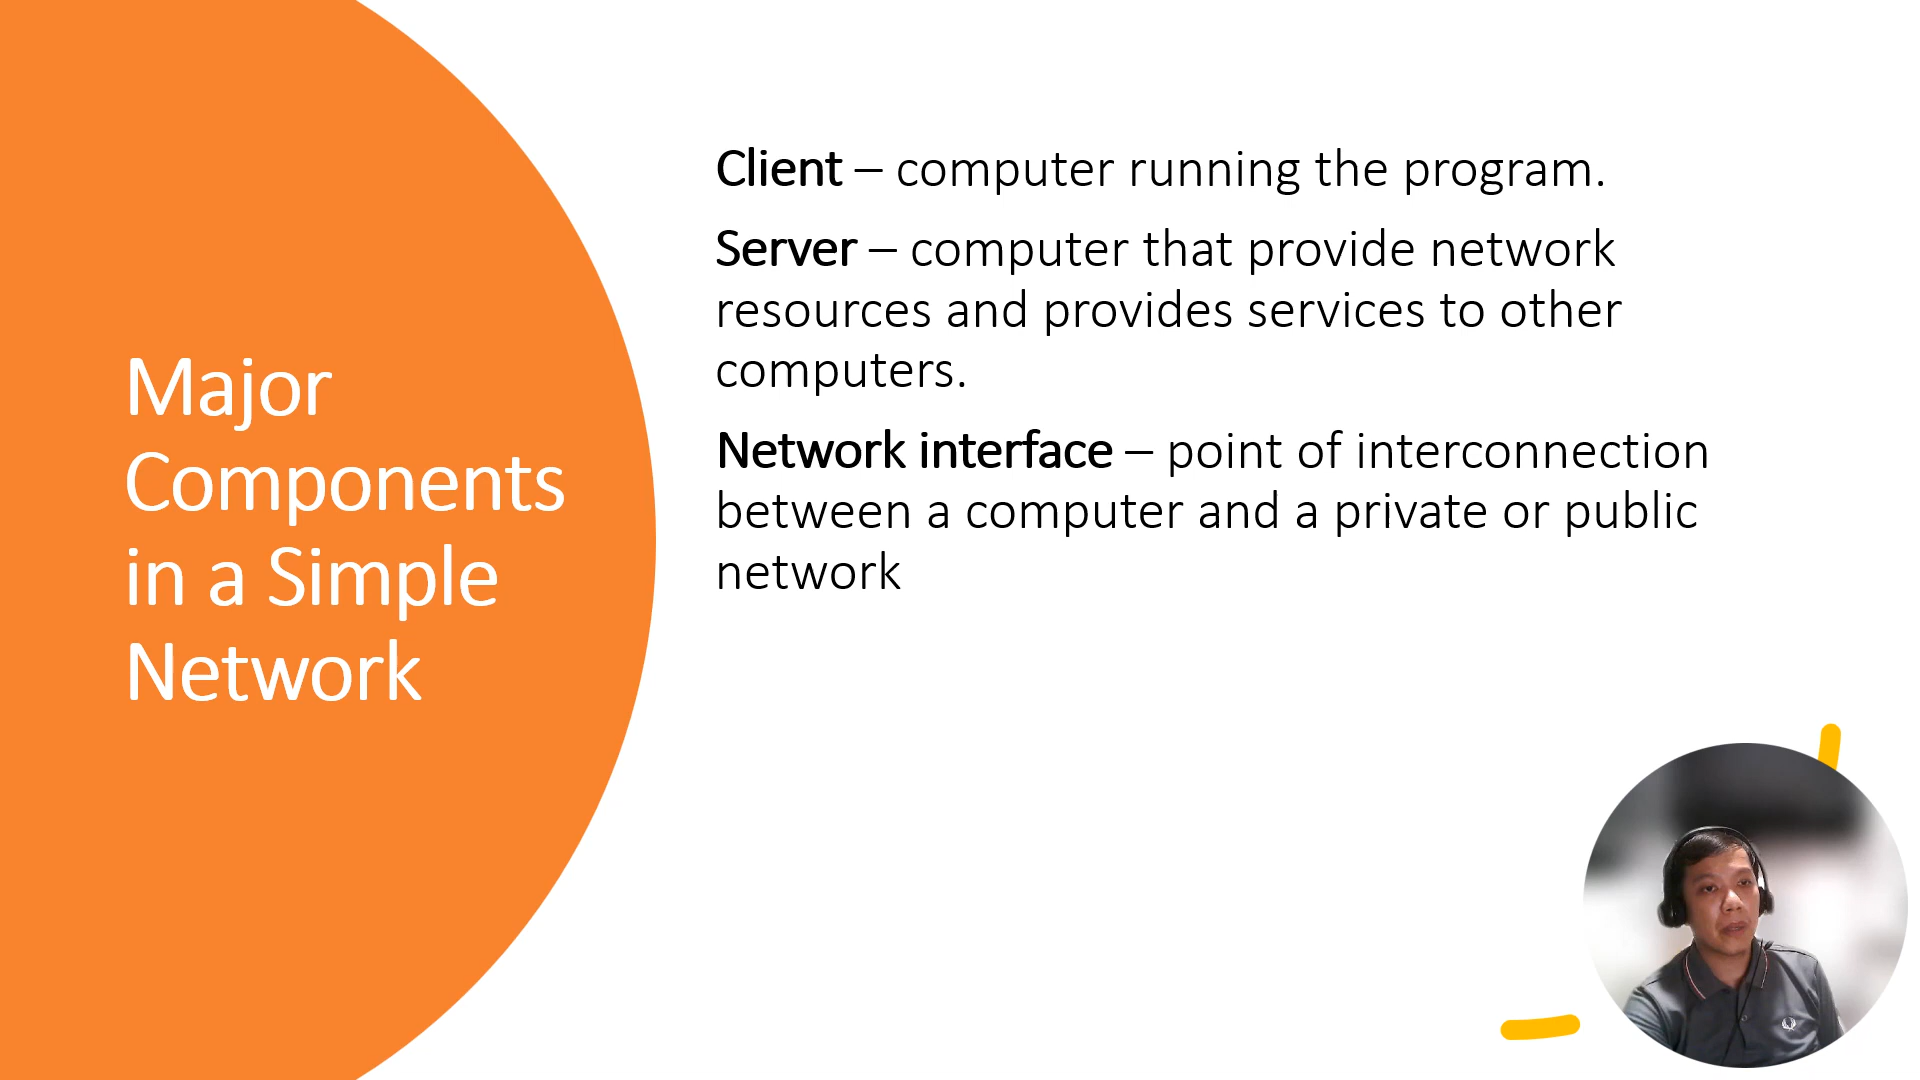 Major
Components
in a Simple
Network
Client – computer running the program.
Server – computer that provide network
resources and provides services to other
computers.
Network interface – point of interconnection
between a computer and a private or public
network